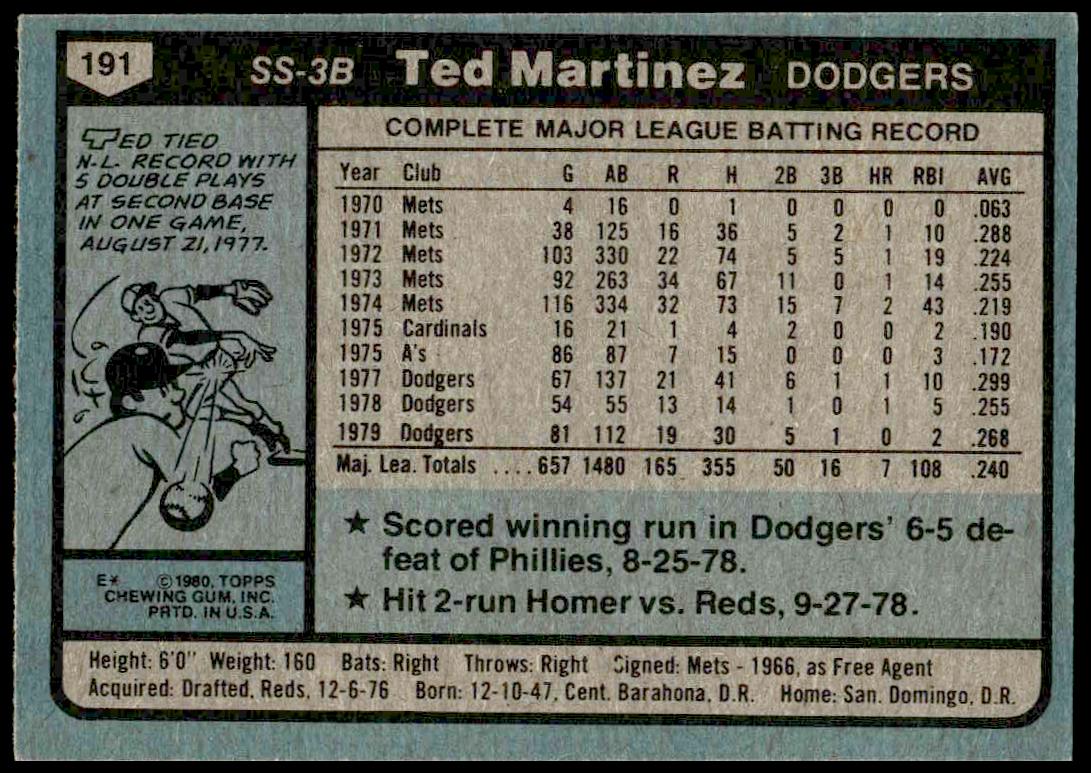 191 SS-3B Ted Martinez DODGERS
TED TIED
N.L. RECORD WITH
5 DOUBLE PLAYS
AT SECOND BASE
IN ONE GAME,
AUGUST 21, 1977.
COMPLETE MAJOR LEAGUE BATTING RECORD
Year Club G AB R H 2B 3B HR RBI AVG
1970 Mets 4 16 0 1 0 0 0 0 .063
1971 Mets 38 125 16 36 5 2 1 10 .288
1972 Mets 103 330 22 74 5 5 1 19 .224
1973 Mets 92 263 34 67 11 0 1 14 .255
1974 Mets 116 334 32 73 15 7 2 43 .219
1975 Cardinals 16 21 1 4 2 0 0 2 .190
1975 A's 86 87 7 15 0 0 0 3 .172
1977 Dodgers 67 137 21 41 6 1 1 10 .299
1978 Dodgers 54 55 13 14 1 0 1 5 .255
1979 Dodgers 81 112 19 30 5 1 0 2 .268
Maj. Lea. Totals .... 657 1480 165 355 50 16 7 108 .240
★ Scored winning run in Dodgers' 6-5 de-
feat of Phillies, 8-25-78.
★ Hit 2-run Homer vs. Reds, 9-27-78.
E* ©1980, TOPPS
CHEWING GUM, INC.
PRTD. IN U.S.A.
Height: 6'0" Weight: 160 Bats: Right Throws: Right Signed: Mets - 1966, as Free Agent
Acquired: Drafted, Reds, 12-6-76 Born: 12-10-47, Cent. Barahona, D.R. Home: San. Domingo, D.R.